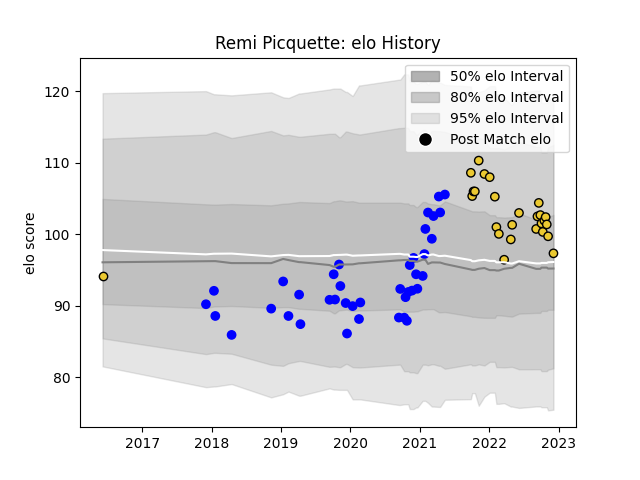 Remi Picquette: elo History
50% elo Interval
80% elo Interval
95% elo Interval
Post Match elo
elo score
120
110
100
90
80
2017 2018 2019 2020 2021 2022 2023